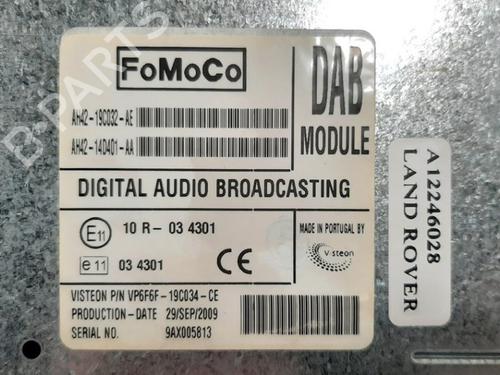 FoMoCo
DAB
MODULE
AH42-19C032-AE
AH42-14D401-AA
DIGITAL AUDIO BROADCASTING
E11 10 R- 03 4301
e 11 03 4301
CE
MADE IN PORTUGAL BY
Visteon
VISTEON P/N VP6F6F-19C034-CE
PRODUCTION-DATE 29/SEP/2009
SERIAL NO. 9AX005813
A12246028
LAND ROVER
B-PARTS